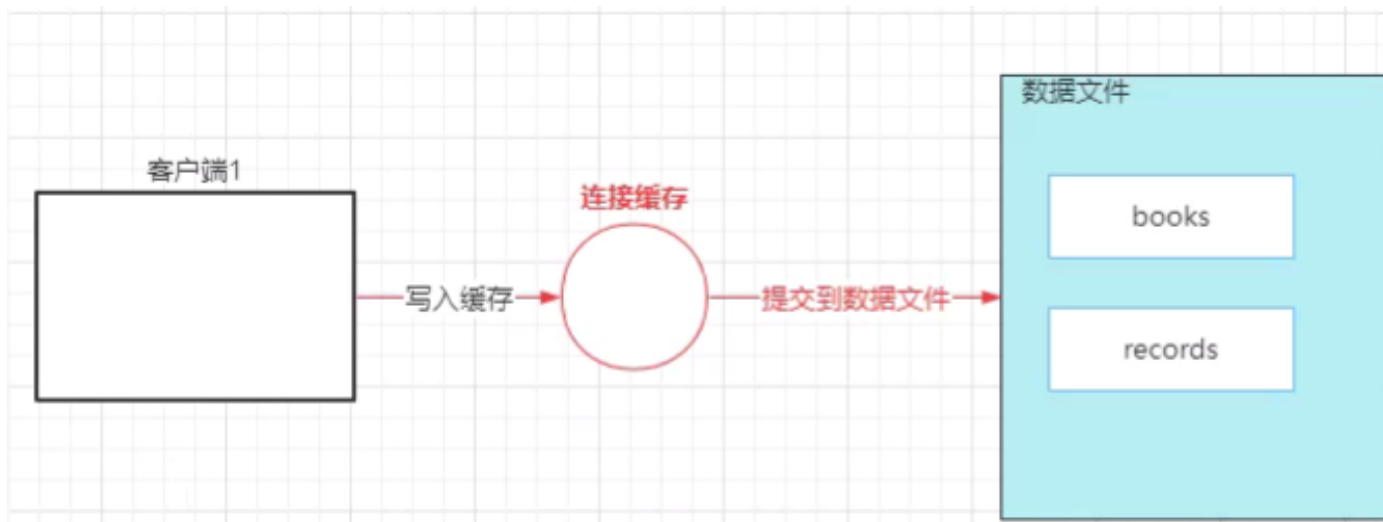 数据文件
客户端1
连接缓存
books
写入缓存
提交到数据文件
records